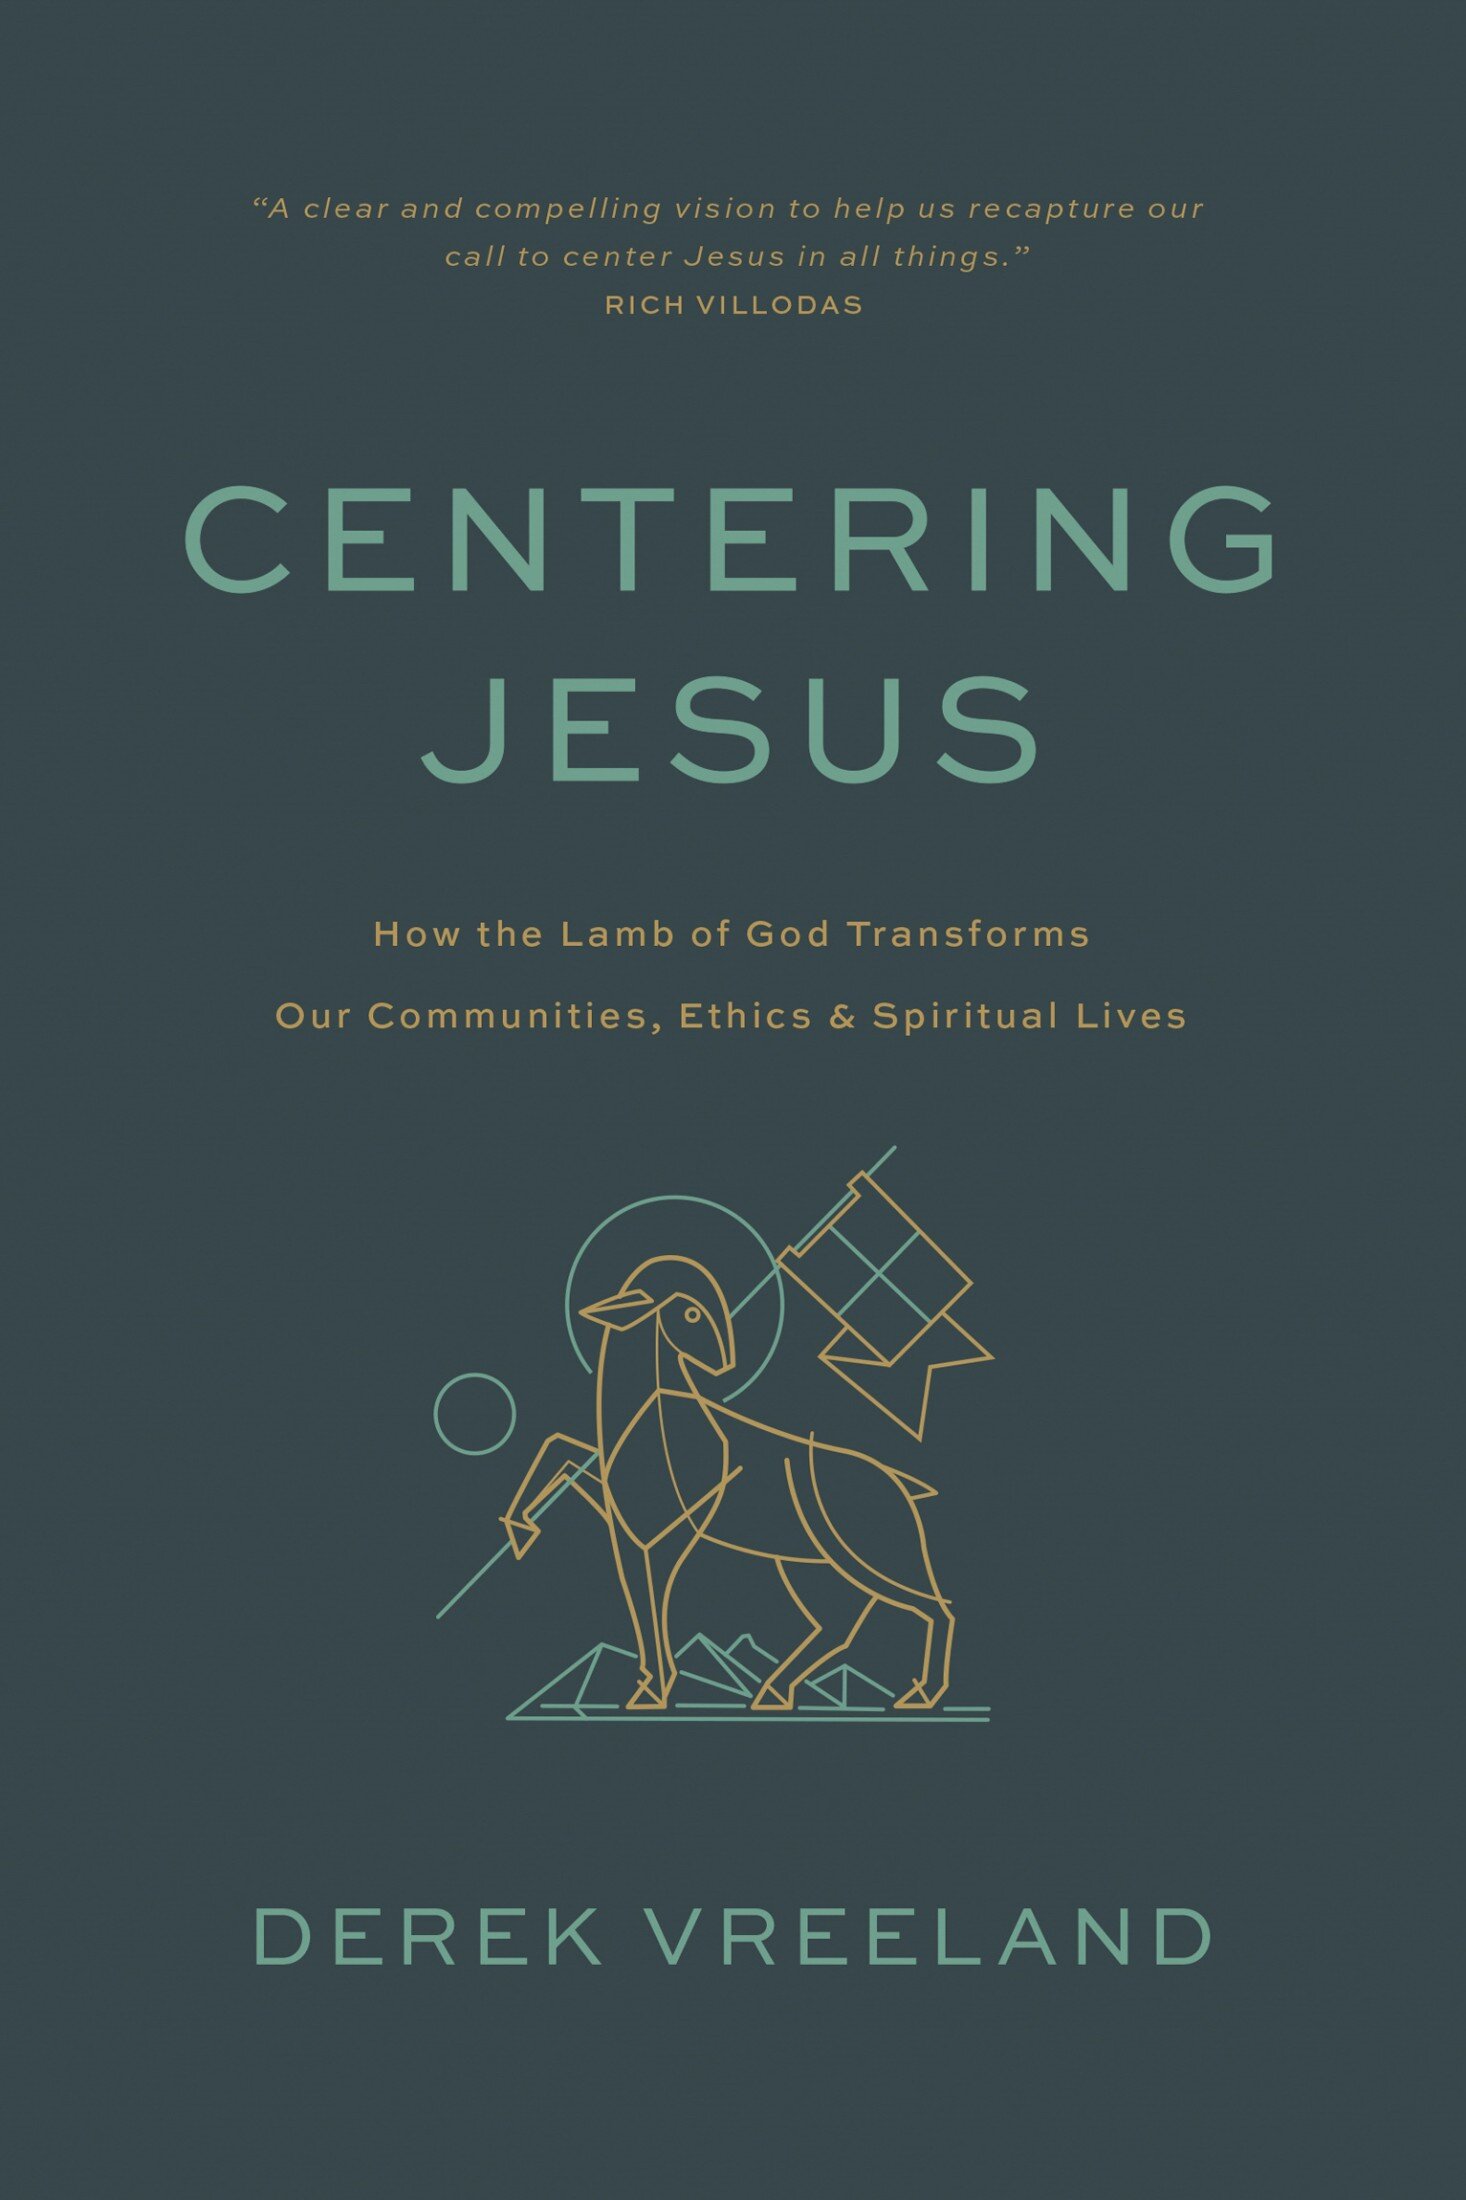 “A clear and compelling vision to help us recapture our
call to center Jesus in all things.”
RICH VILLODAS
CENTERING
JESUS
How the Lamb of God Transforms
Our Communities, Ethics & Spiritual Lives
DEREK VREELAND